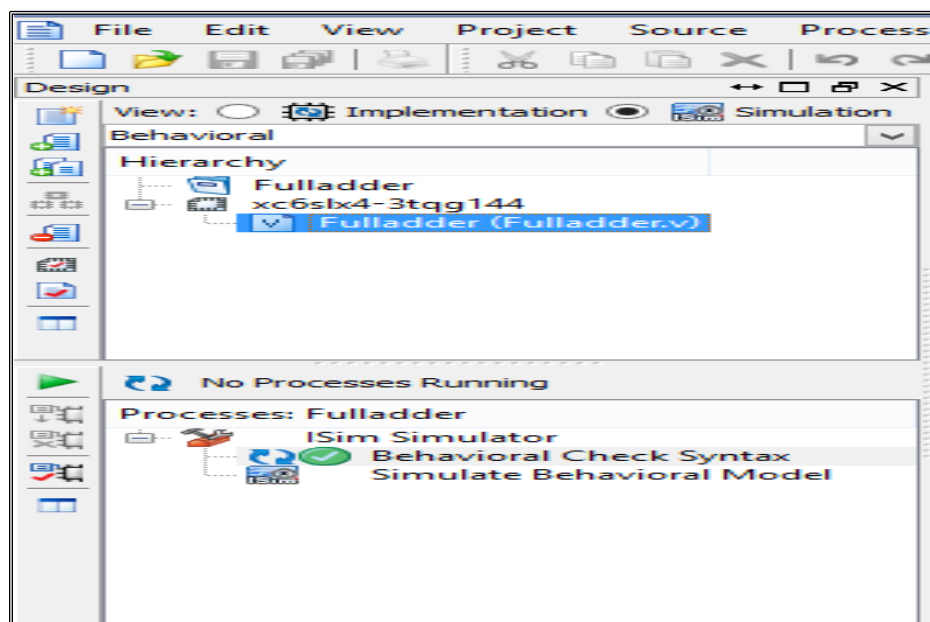 File Edit View Project Source Process
Design
View: Implementation Simulation
Behavioral
Hierarchy
Fulladder
xc6slx4-3tqg144
Fulladder (Fulladder.v)
No Processes Running
Processes: Fulladder
ISim Simulator
Behavioral Check Syntax
ISim Simulate Behavioral Model